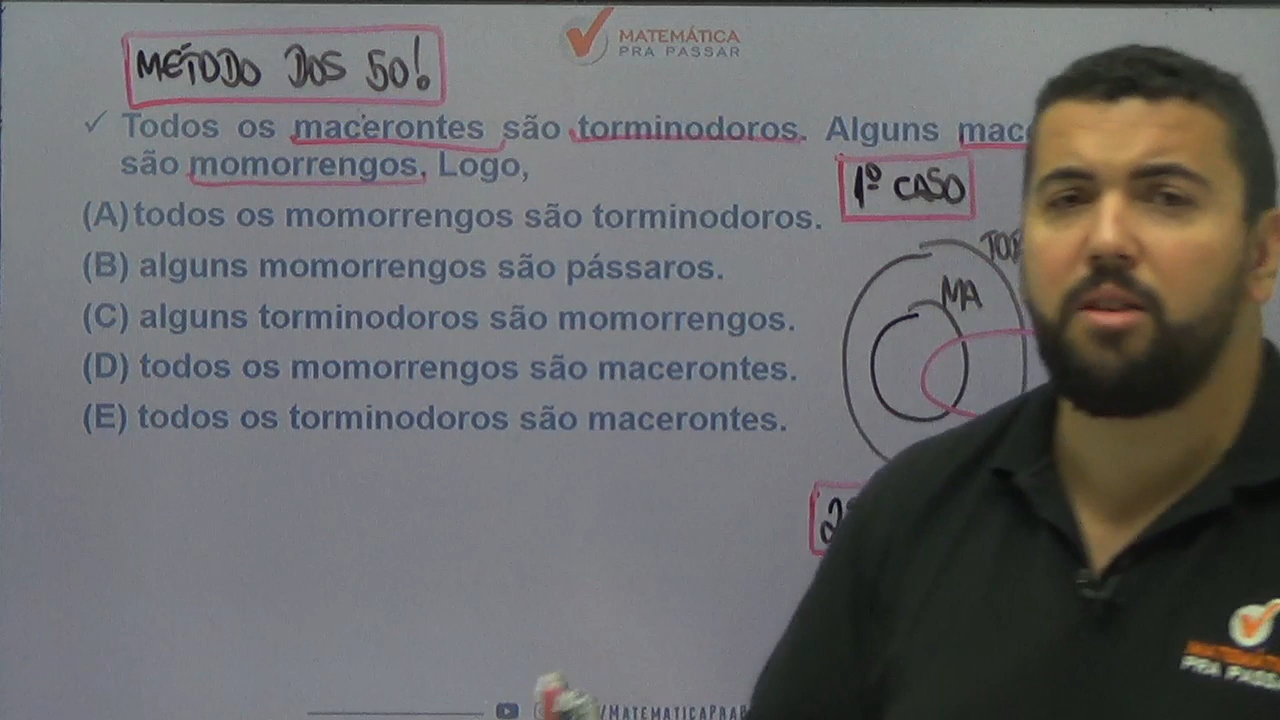 MATEMÁTICA
PRA PASSAR
MÉTODO DOS 50!
✓ Todos os macerontes são torminodoros. Alguns
são momorrengos. Logo,
(A) todos os momorrengos são torminodoros.
(B) alguns momorrengos são pássaros.
(C) alguns torminodoros são momorrengos.
(D) todos os momorrengos são macerontes.
(E) todos os torminodoros são macerontes.
1º CASO
MA
PRA PASSA